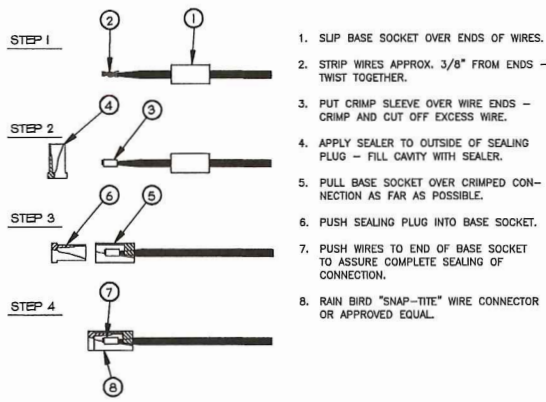 STEP 1
2
1
STEP 2
4
3
STEP 3
6
5
STEP 4
7
8
1. SLIP BASE SOCKET OVER ENDS OF WIRES.
2. STRIP WIRES APPROX. 3/8" FROM ENDS –
TWIST TOGETHER.
3. PUT CRIMP SLEEVE OVER WIRE ENDS –
CRIMP AND CUT OFF EXCESS WIRE.
4. APPLY SEALER TO OUTSIDE OF SEALING
PLUG – FILL CAVITY WITH SEALER.
5. PULL BASE SOCKET OVER CRIMPED CON–
NECTION AS FAR AS POSSIBLE.
6. PUSH SEALING PLUG INTO BASE SOCKET.
7. PUSH WIRES TO END OF BASE SOCKET
TO ASSURE COMPLETE SEALING OF
CONNECTION.
8. RAIN BIRD "SNAP–TITE" WIRE CONNECTOR
OR APPROVED EQUAL.